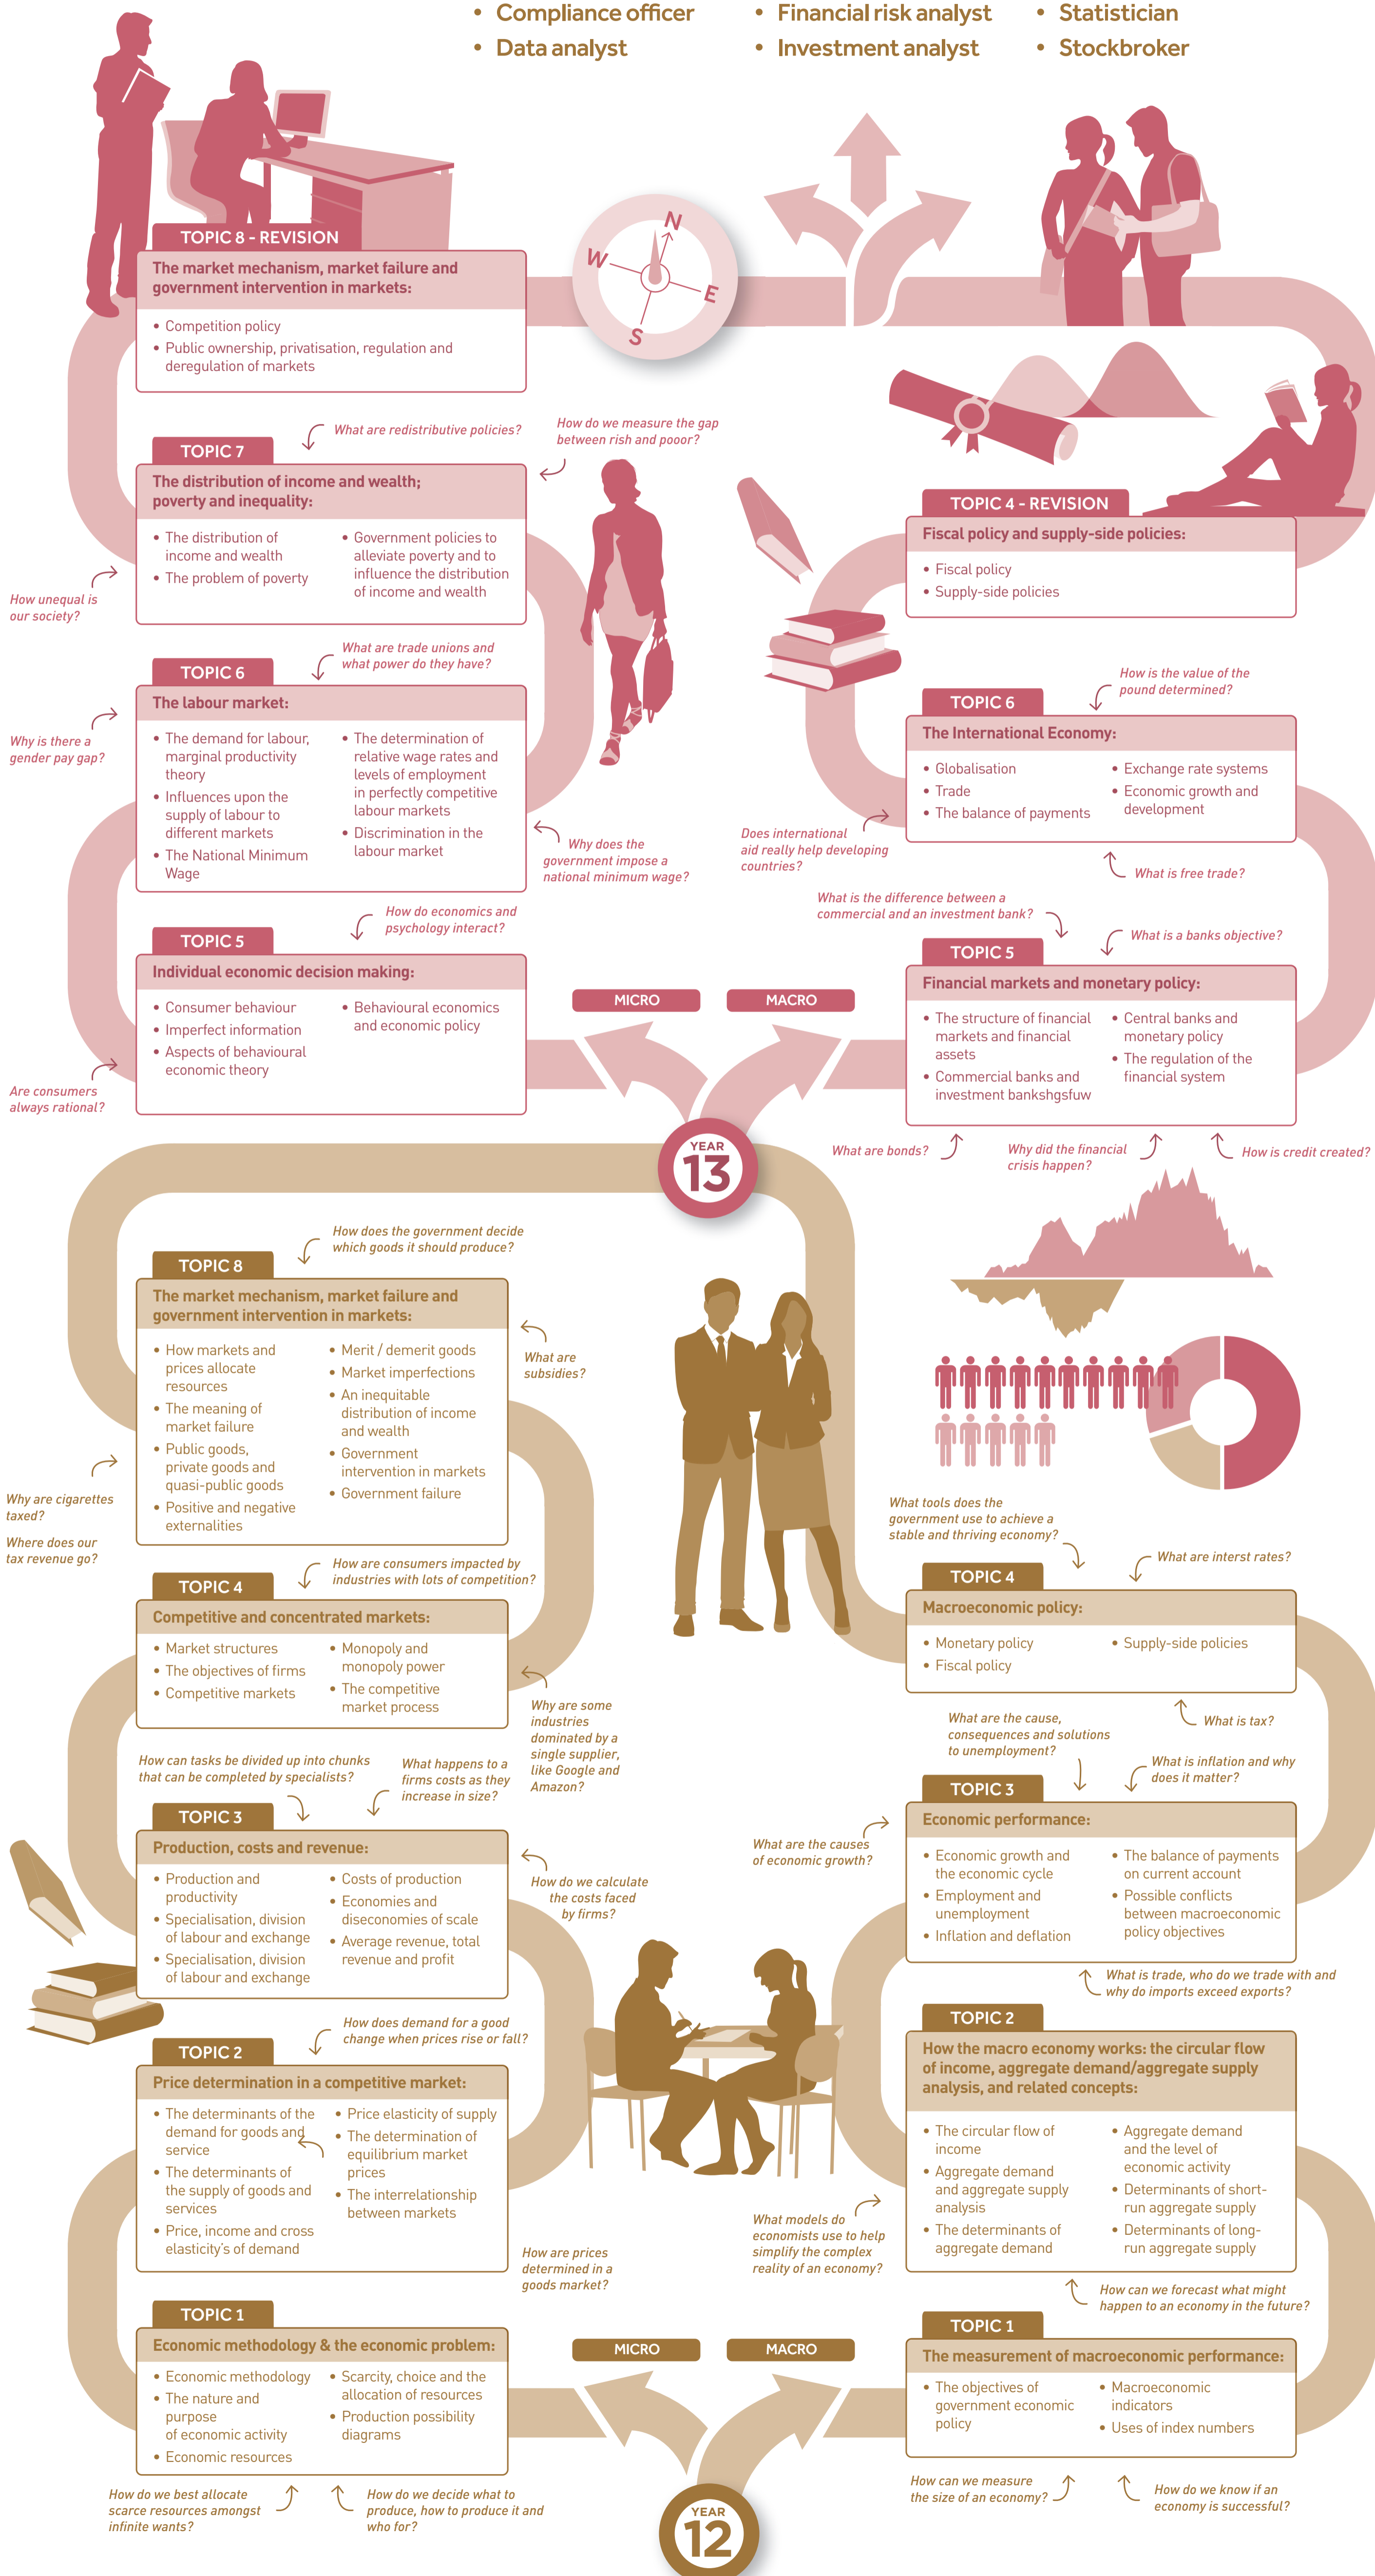 • Compliance officer
• Data analyst
• Financial risk analyst
• Investment analyst
• Statistician
• Stockbroker
N
W
E
S
TOPIC 8 - REVISION
The market mechanism, market failure and
government intervention in markets:
• Competition policy
• Public ownership, privatisation, regulation and
deregulation of markets
What are redistributive policies?
How do we measure the gap
between rish and pooor?
TOPIC 7
The distribution of income and wealth;
poverty and inequality:
• The distribution of
income and wealth
• The problem of poverty
• Government policies to
alleviate poverty and to
influence the distribution
of income and wealth
How unequal is
our society?
What are trade unions and
what power do they have?
TOPIC 6
The labour market:
• The demand for labour,
marginal productivity
theory
• Influences upon the
supply of labour to
different markets
• The National Minimum
Wage
• The determination of
relative wage rates and
levels of employment
in perfectly competitive
labour markets
• Discrimination in the
labour market
Why is there a
gender pay gap?
Why does the
government impose a
national minimum wage?
How do economics and
psychology interact?
TOPIC 5
Individual economic decision making:
• Consumer behaviour
• Imperfect information
• Aspects of behavioural
economic theory
• Behavioural economics
and economic policy
Are consumers
always rational?
TOPIC 4 - REVISION
Fiscal policy and supply-side policies:
• Fiscal policy
• Supply-side policies
How is the value of the
pound determined?
TOPIC 6
The International Economy:
• Globalisation
• Trade
• The balance of payments
• Exchange rate systems
• Economic growth and
development
Does international
aid really help developing
countries?
What is free trade?
What is the difference between a
commercial and an investment bank?
What is a banks objective?
TOPIC 5
Financial markets and monetary policy:
• The structure of financial
markets and financial
assets
• Commercial banks and
investment bankshgsfuw
• Central banks and
monetary policy
• The regulation of the
financial system
What are bonds?
Why did the financial
crisis happen?
How is credit created?
MICRO
MACRO
YEAR
13
How does the government decide
which goods it should produce?
TOPIC 8
The market mechanism, market failure and
government intervention in markets:
• How markets and
prices allocate
resources
• The meaning of
market failure
• Public goods,
private goods and
quasi-public goods
• Positive and negative
externalities
• Merit / demerit goods
• Market imperfections
• An inequitable
distribution of income
and wealth
• Government
intervention in markets
• Government failure
What are
subsidies?
Why are cigarettes
taxed?
Where does our
tax revenue go?
How are consumers impacted by
industries with lots of competition?
TOPIC 4
Competitive and concentrated markets:
• Market structures
• The objectives of firms
• Competitive markets
• Monopoly and
monopoly power
• The competitive
market process
Why are some
industries
dominated by a
single supplier,
like Google and
Amazon?
How can tasks be divided up into chunks
that can be completed by specialists?
What happens to a
firms costs as they
increase in size?
TOPIC 3
Production, costs and revenue:
• Production and
productivity
• Specialisation, division
of labour and exchange
• Specialisation, division
of labour and exchange
• Costs of production
• Economies and
diseconomies of scale
• Average revenue, total
revenue and profit
How do we calculate
the costs faced
by firms?
How does demand for a good
change when prices rise or fall?
TOPIC 2
Price determination in a competitive market:
• The determinants of the
demand for goods and
service
• The determinants of
the supply of goods and
services
• Price, income and cross
elasticity's of demand
• Price elasticity of supply
• The determination of
equilibrium market
prices
• The interrelationship
between markets
How are prices
determined in a
goods market?
TOPIC 1
Economic methodology & the economic problem:
• Economic methodology
• The nature and
purpose
of economic activity
• Economic resources
• Scarcity, choice and the
allocation of resources
• Production possibility
diagrams
How do we best allocate
scarce resources amongst
infinite wants?
How do we decide what to
produce, how to produce it and
who for?
What tools does the
government use to achieve a
stable and thriving economy?
What are interst rates?
TOPIC 4
Macroeconomic policy:
• Monetary policy
• Fiscal policy
• Supply-side policies
What is tax?
What are the cause,
consequences and solutions
to unemployment?
What is inflation and why
does it matter?
TOPIC 3
Economic performance:
• Economic growth and
the economic cycle
• Employment and
unemployment
• Inflation and deflation
• The balance of payments
on current account
• Possible conflicts
between macroeconomic
policy objectives
What are the causes
of economic growth?
What is trade, who do we trade with and
why do imports exceed exports?
TOPIC 2
How the macro economy works: the circular flow
of income, aggregate demand/aggregate supply
analysis, and related concepts:
• The circular flow of
income
• Aggregate demand
and aggregate supply
analysis
• The determinants of
aggregate demand
• Aggregate demand
and the level of
economic activity
• Determinants of short-
run aggregate supply
• Determinants of long-
run aggregate supply
What models do
economists use to help
simplify the complex
reality of an economy?
How can we forecast what might
happen to an economy in the future?
TOPIC 1
The measurement of macroeconomic performance:
• The objectives of
government economic
policy
• Macroeconomic
indicators
• Uses of index numbers
How can we measure
the size of an economy?
How do we know if an
economy is successful?
MICRO
MACRO
YEAR
12